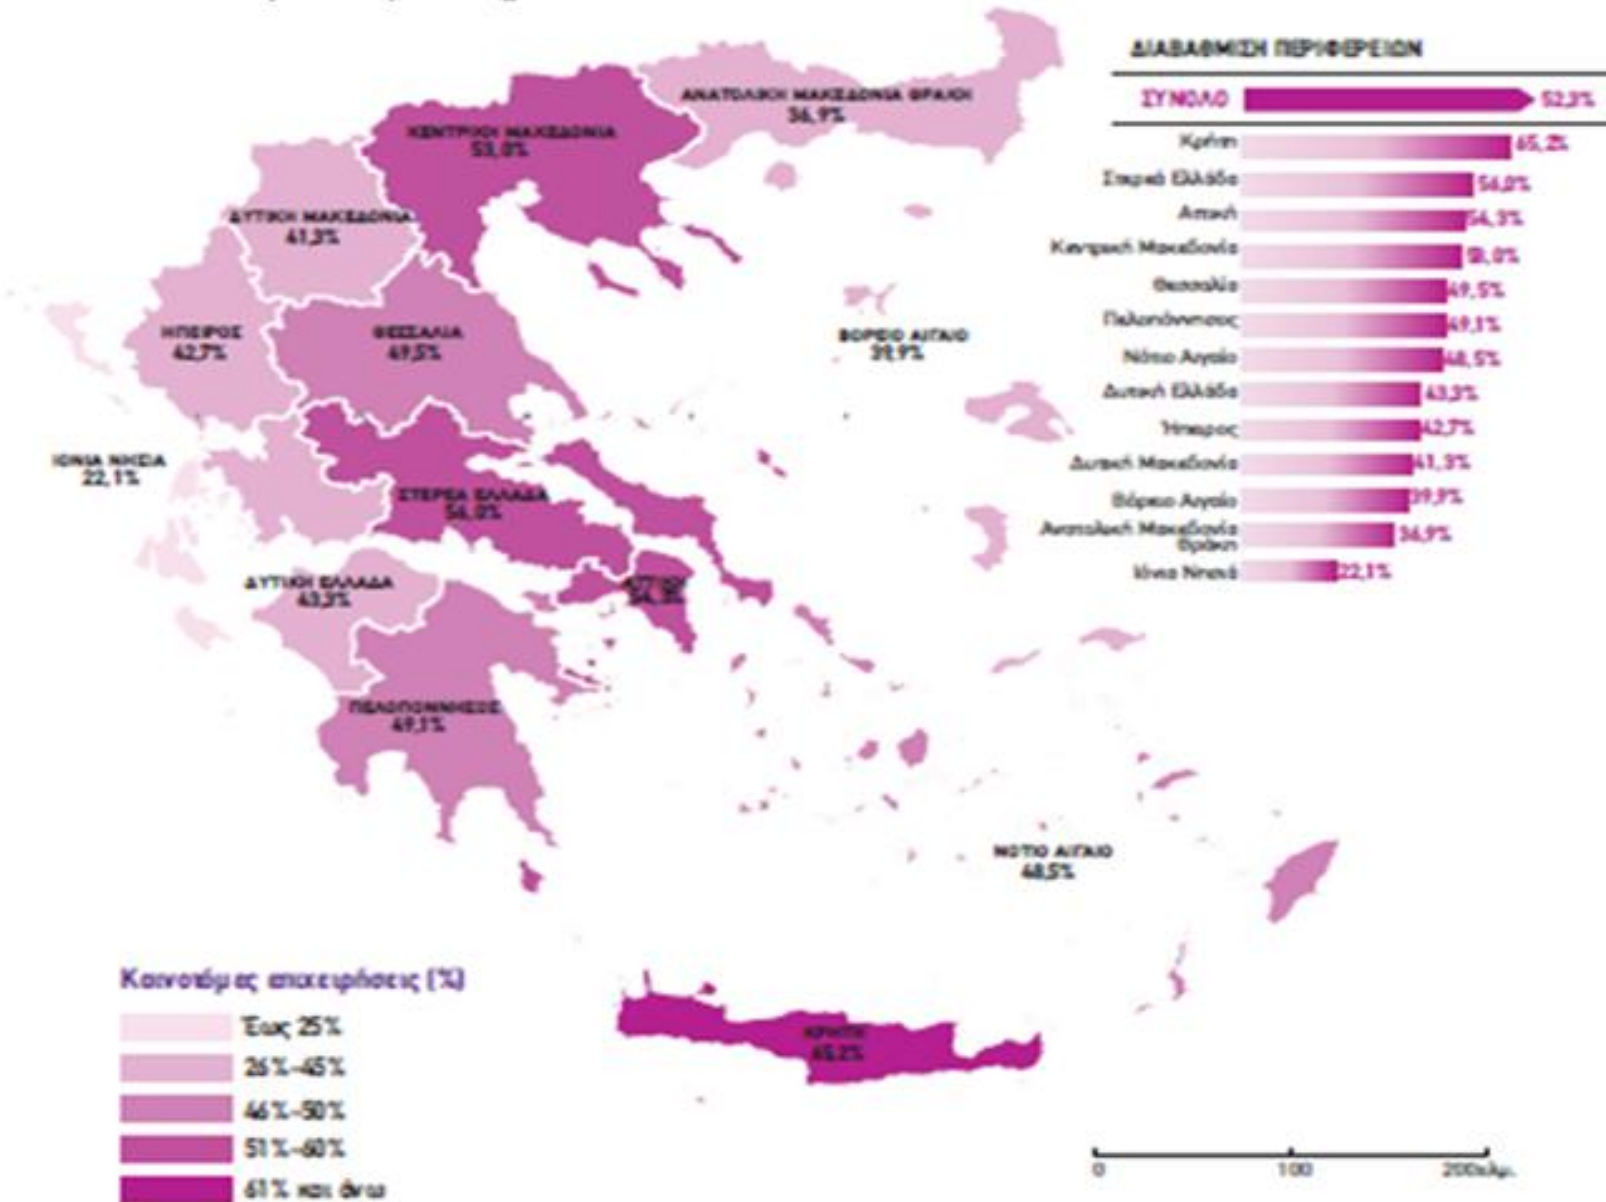 ΔΙΑΒΑΘΜΙΣΗ ΠΕΡΙΦΕΡΕΙΩΝ
ΣΥΝΟΛΟ 52,3%
Κρήτη 65,2%
Στερεά Ελλάδα 56,0%
Αττική 54,3%
Κεντρική Μακεδονία 53,0%
Θεσσαλία 49,5%
Πελοπόννησος 49,1%
Νότιο Αιγαίο 48,5%
Δυτική Ελλάδα 43,3%
Ήπειρος 42,7%
Δυτική Μακεδονία 41,3%
Βόρειο Αιγαίο 39,9%
Ανατολική Μακεδονία
Θράκη 36,9%
Ιόνια Νησιά 22,1%
ΑΝΑΤΟΛΙΚΗ ΜΑΚΕΔΟΝΙΑ ΘΡΑΚΗ
36,9%
ΚΕΝΤΡΙΚΗ ΜΑΚΕΔΟΝΙΑ
53,0%
ΔΥΤΙΚΗ ΜΑΚΕΔΟΝΙΑ
41,3%
ΗΠΕΙΡΟΣ
42,7%
ΘΕΣΣΑΛΙΑ
49,5%
ΒΟΡΕΙΟ ΑΙΓΑΙΟ
39,9%
ΙΟΝΙΑ ΝΗΣΙΑ
22,1%
ΣΤΕΡΕΑ ΕΛΛΑΔΑ
56,0%
ΔΥΤΙΚΗ ΕΛΛΑΔΑ
43,3%
ΑΤΤΙΚΗ
54,3%
ΠΕΛΟΠΟΝΝΗΣΟΣ
49,1%
ΝΟΤΙΟ ΑΙΓΑΙΟ
48,5%
ΚΡΗΤΗ
65,2%
Καινοτόμες επιχειρήσεις (%)
Έως 25%
26%-45%
46%-50%
51%-60%
61% και άνω
0 100 200χλμ.